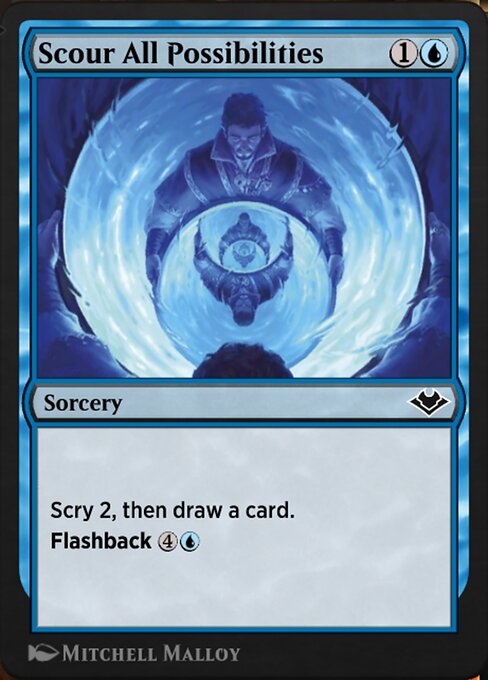 Scour All Possibilities 1
Sorcery
Scry 2, then draw a card.
Flashback 4
Mitchell Malloy